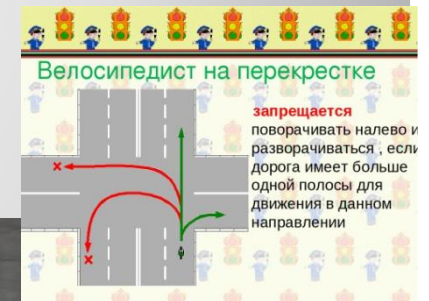 Велосипедист на перекрестке
запрещается
поворачивать налево и
разворачиваться , если
дорога имеет больше
одной полосы для
движения в данном
направлении